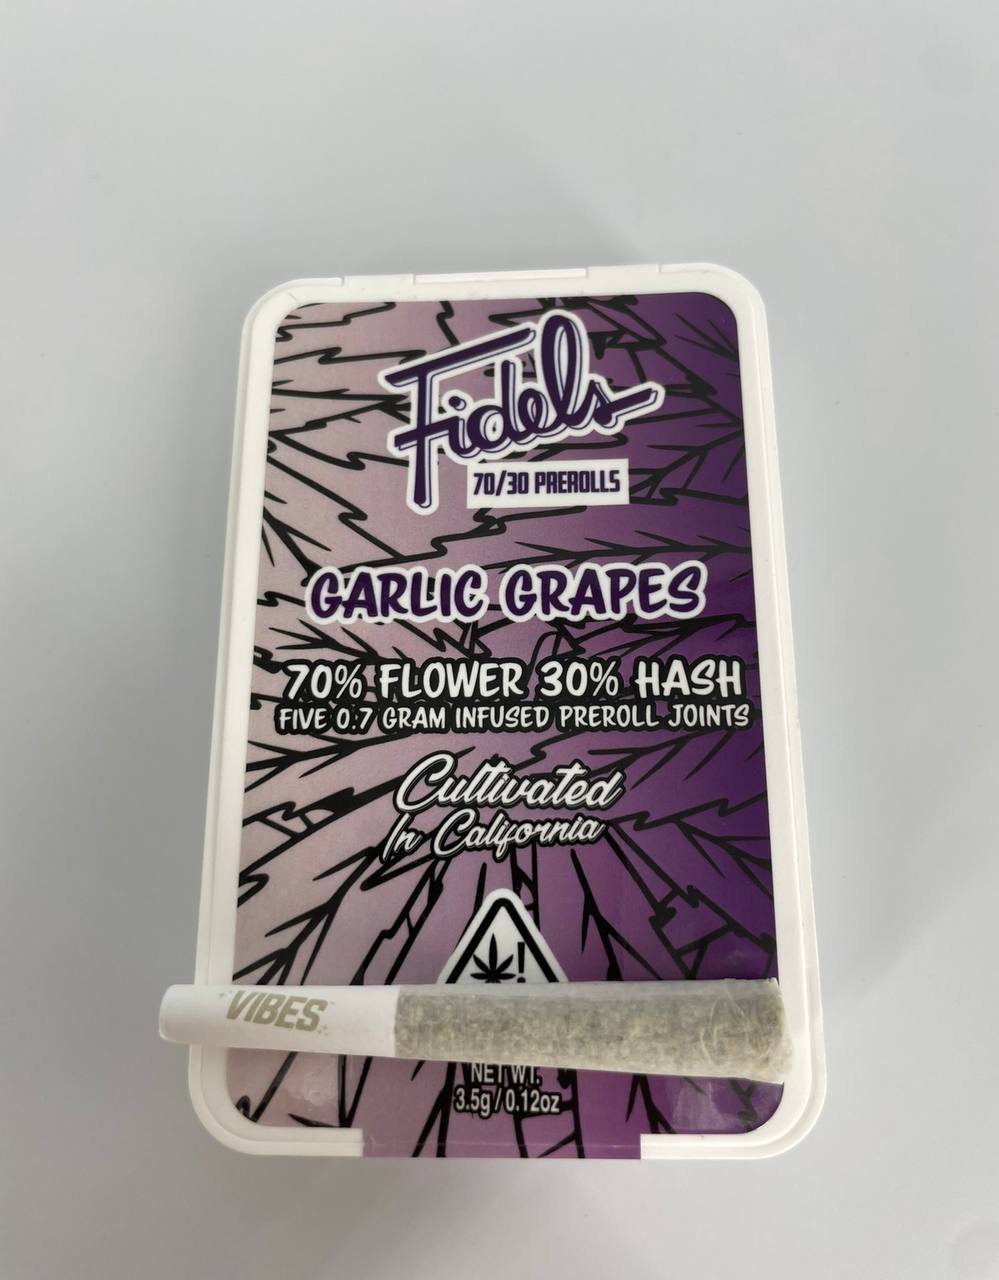 Fidels
70/30 PREROLLS
GARLIC GRAPES
70% FLOWER 30% HASH
FIVE 0.7 GRAM INFUSED PREROLL JOINTS
Cultivated
In California
!
VIBES
NET WT.
3.5g/0.12oz